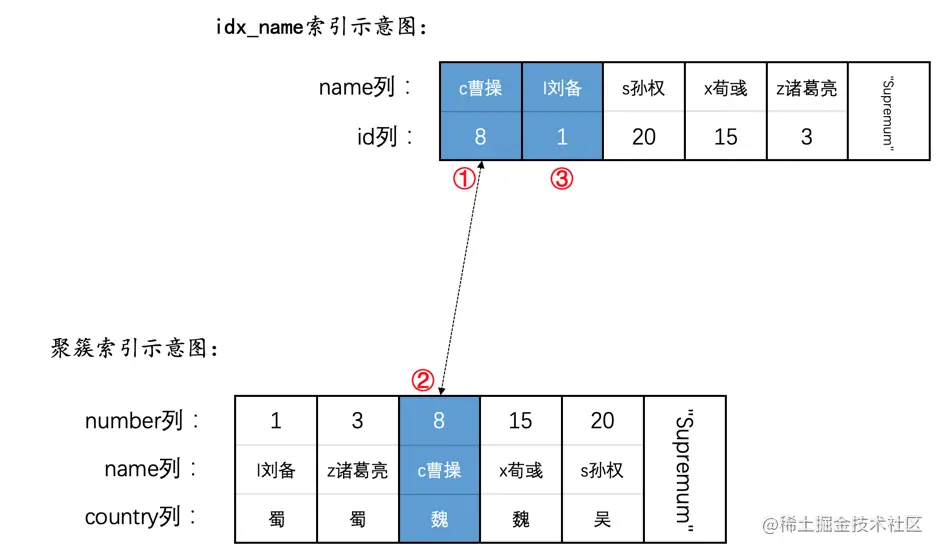 idx_name索引示意图:
name列: c曹操 l刘备 s孙权 x荀彧 z诸葛亮 "Supremum"
id列: 8 1 20 15 3
① ③
聚簇索引示意图:
②
number列: 1 3 8 15 20 "Supremum"
name列: l刘备 z诸葛亮 c曹操 x荀彧 s孙权
country列: 蜀 蜀 魏 魏 吴
@稀土掘金技术社区